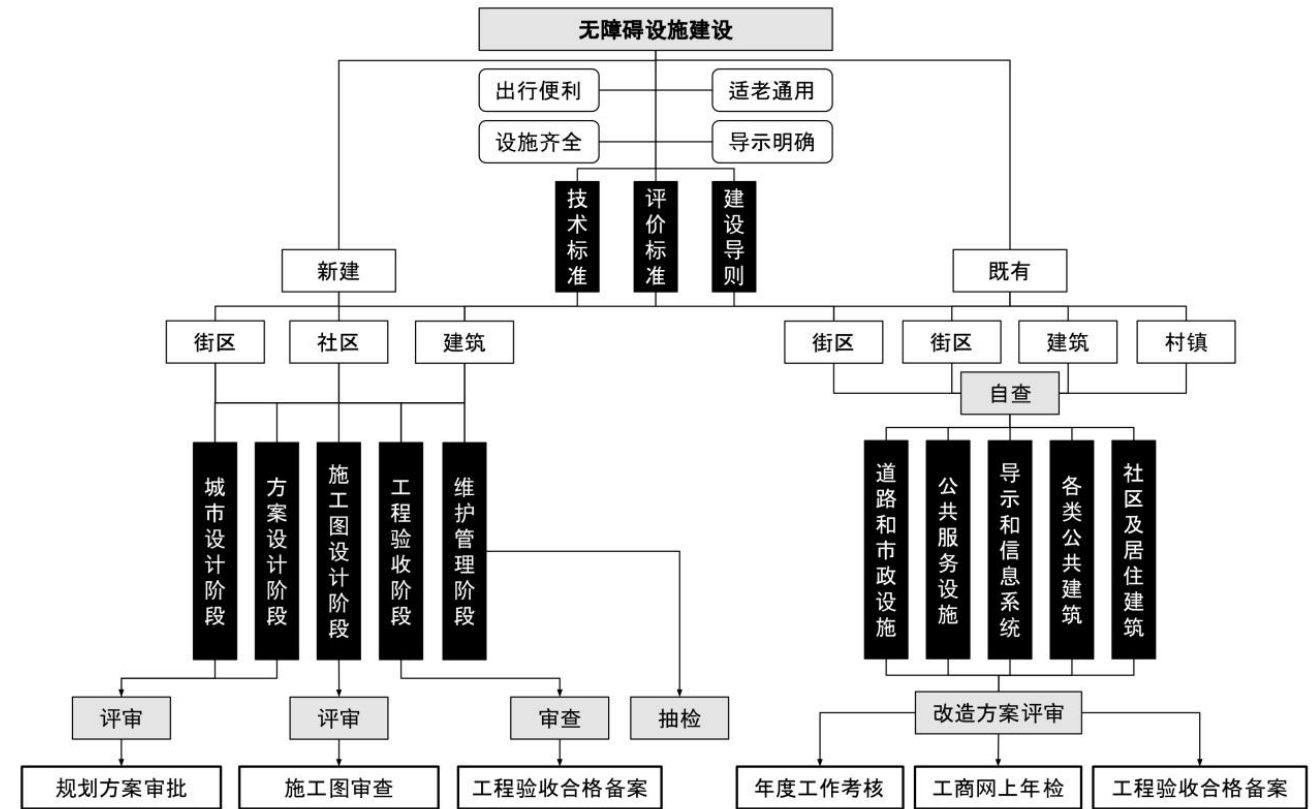 无障碍设施建设
出行便利
适老通用
设施齐全
导示明确
技术标准
评价标准
建设导则
新建
既有
街区
社区
建筑
街区
街区
建筑
村镇
自查
城市设计阶段
方案设计阶段
施工图设计阶段
工程验收阶段
维护管理阶段
道路和市政设施
公共服务设施
导示和信息系统
各类公共建筑
社区及居住建筑
评审
评审
审查
抽检
改造方案评审
规划方案审批
施工图审查
工程验收合格备案
年度工作考核
工商网上年检
工程验收合格备案